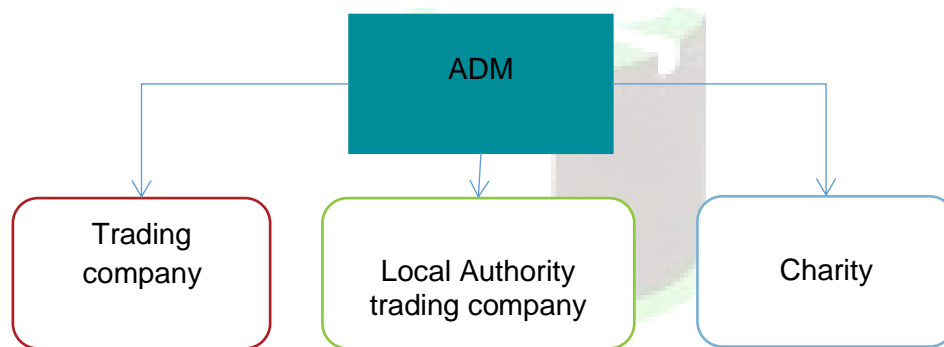 ADM
Trading
company
Local Authority
trading company
Charity